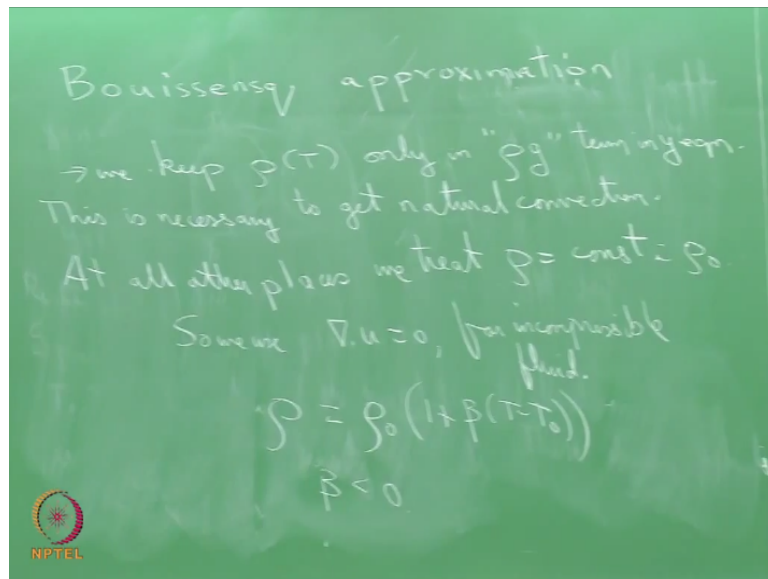 Bouissensq approximation
→ we keep ρ(T) only in "ρg" term in y eqn.
This is necessary to get natural convection.
At all other places we treat ρ = const = ρ₀
So we use ∇.u = 0, for incompressible
fluid.
ρ = ρ₀(1+β(T-T₀))
β < 0
NPTEL